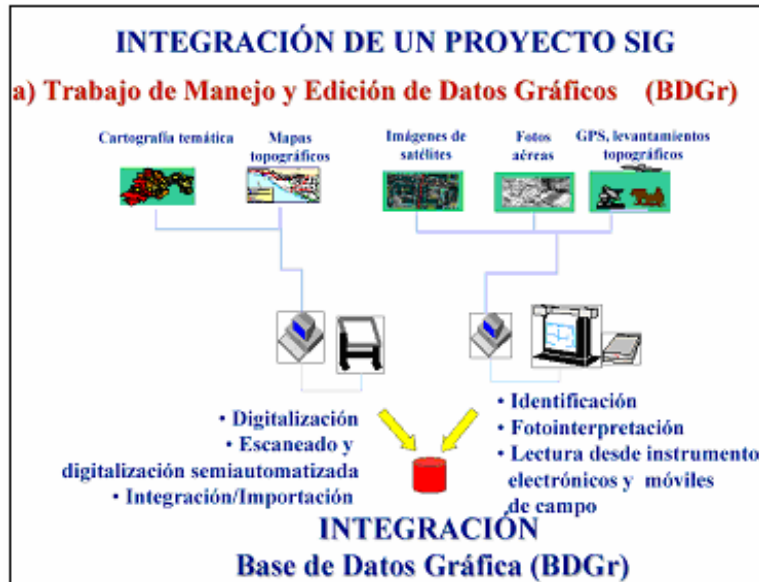 INTEGRACIÓN DE UN PROYECTO SIG
a) Trabajo de Manejo y Edición de Datos Gráficos (BDGr)
Cartografía temática
Mapas
topográficos
Imágenes de
satélites
Fotos
aéreas
GPS, levantamientos
topográficos
• Digitalización
• Escaneado y
digitalización semiautomatizada
• Integración/Importación
• Identificación
• Fotointerpretación
• Lectura desde instrumento
electrónicos y móviles
de campo
INTEGRACIÓN
Base de Datos Gráfica (BDGr)